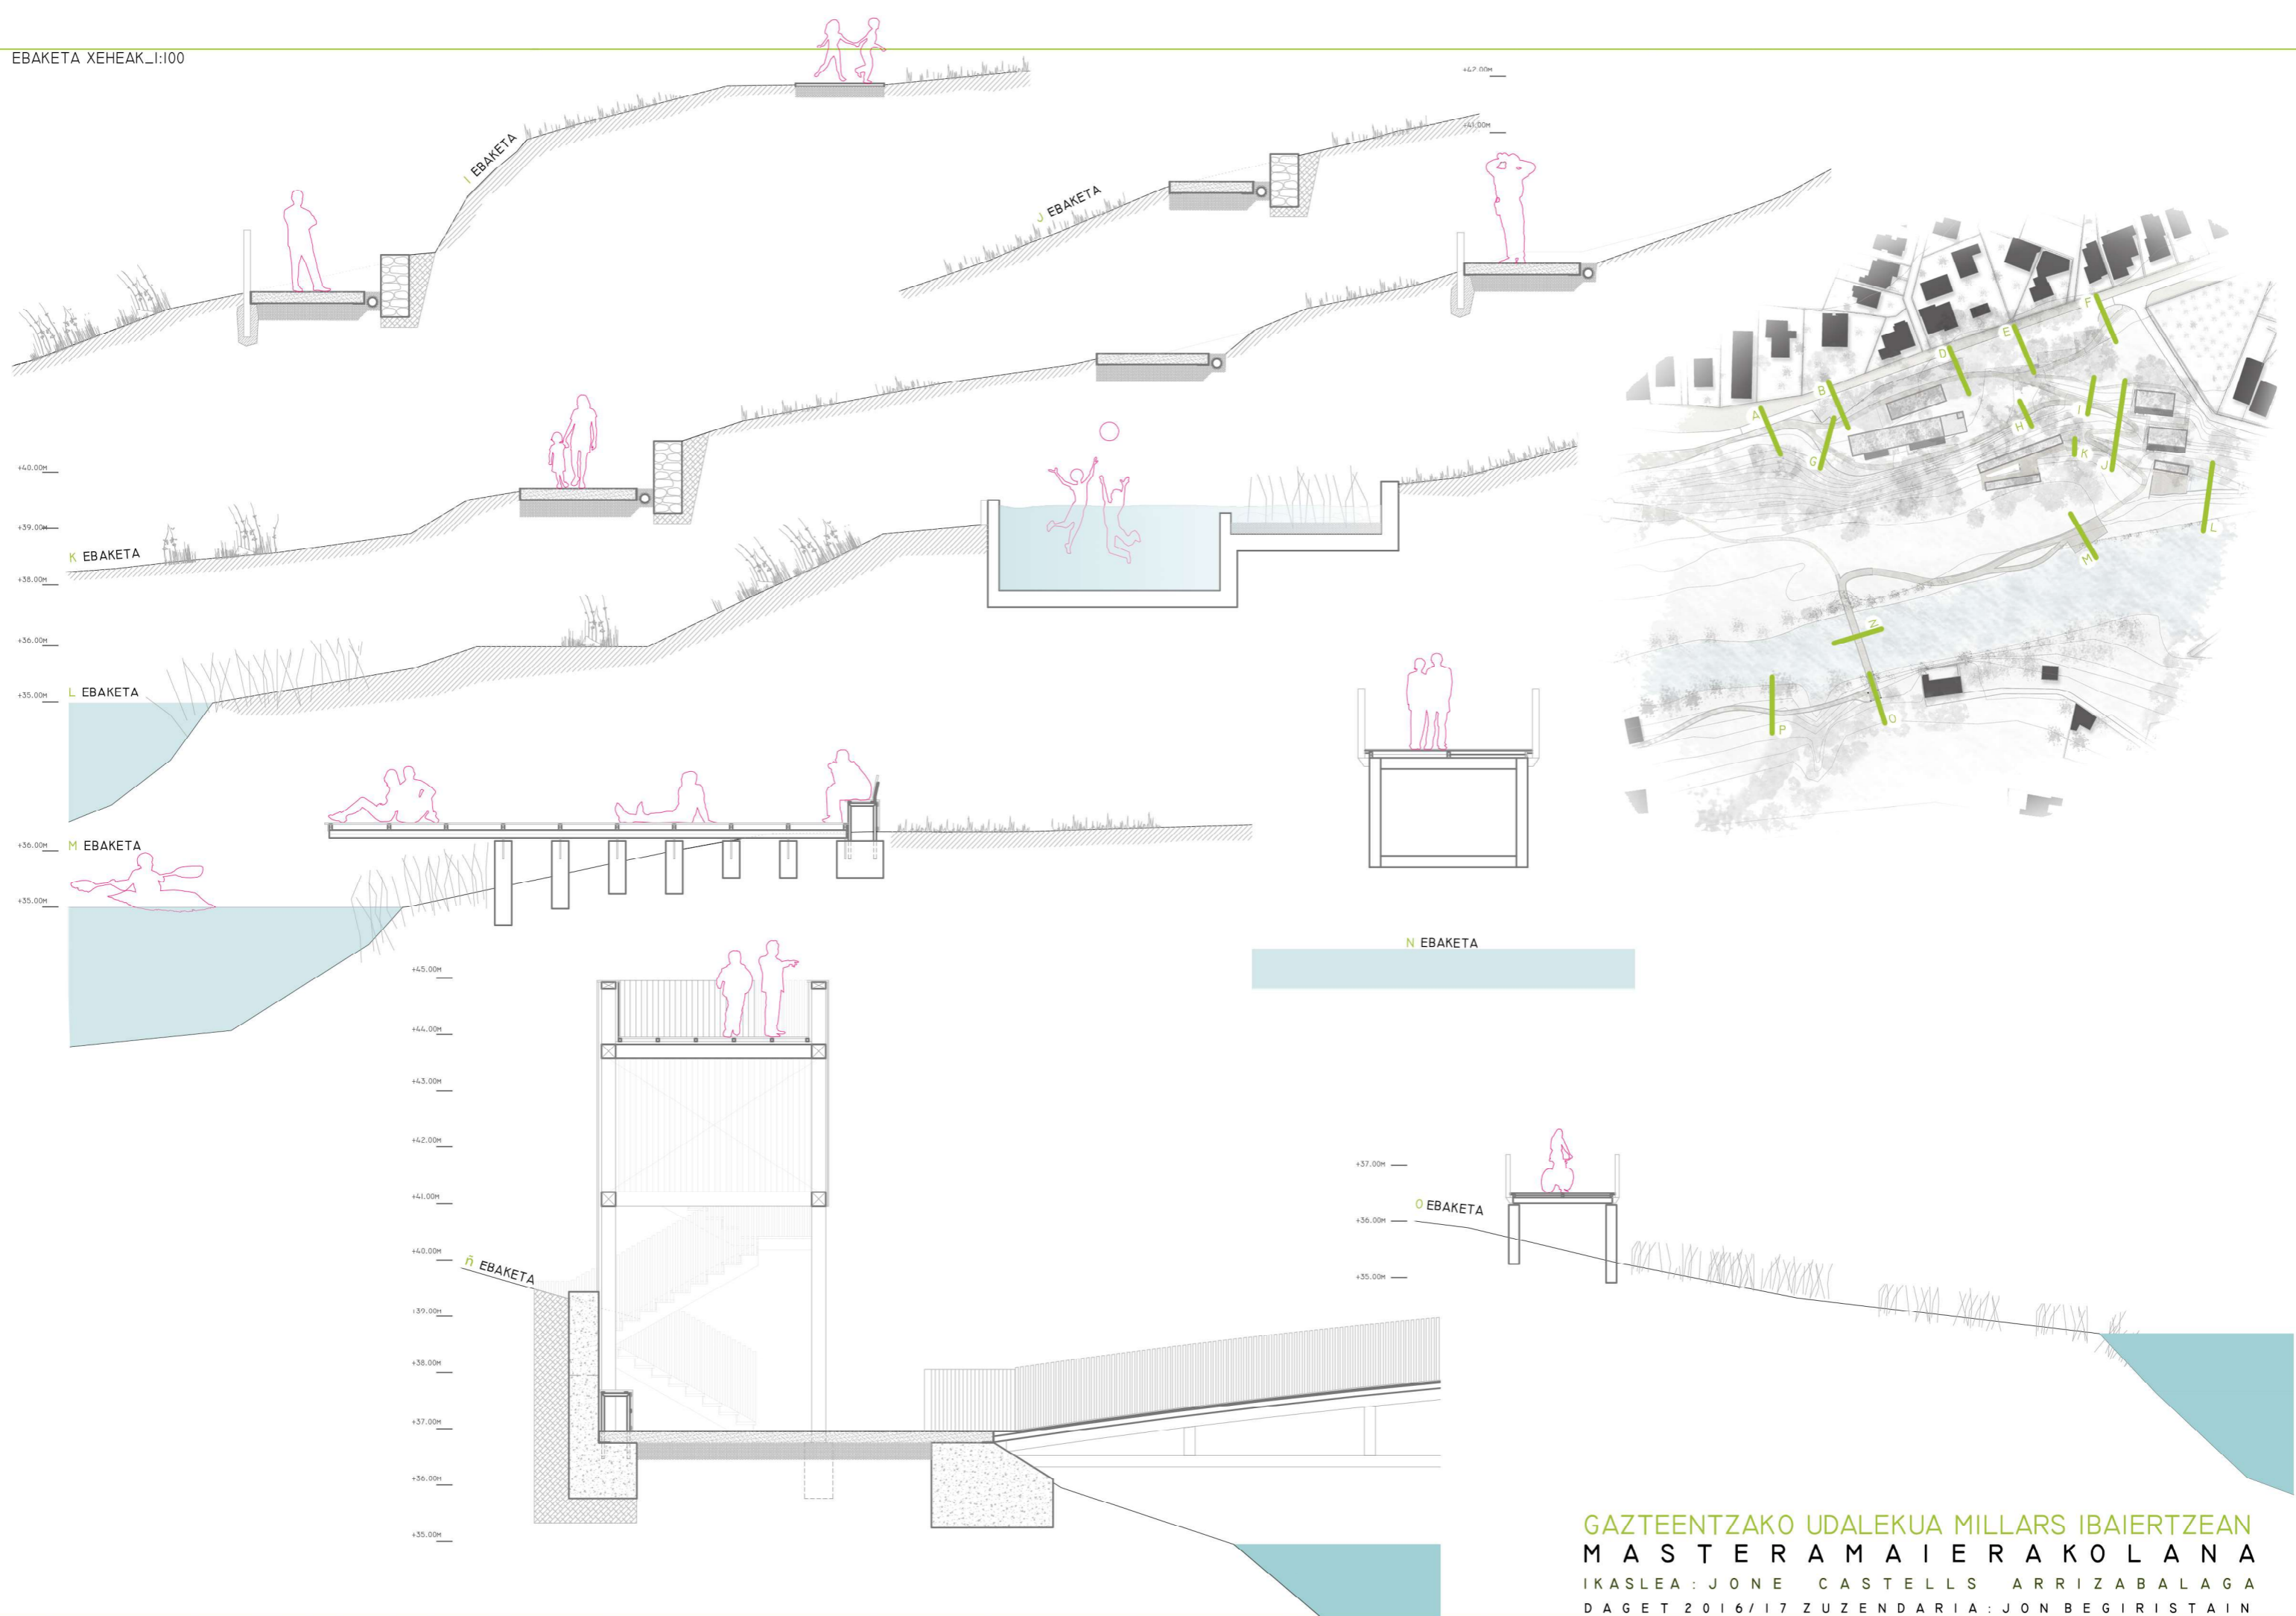 EBAKETA XEHEAK_1:100
+42.00M
+41.00M
I EBAKETA
J EBAKETA
+40.00M
+39.00M
K EBAKETA
+38.00M
+36.00M
+35.00M
L EBAKETA
F
E
D
B
A
G
I
H
K
J
L
M
N
O
P
+36.00M
M EBAKETA
+35.00M
N EBAKETA
+45.00M
+44.00M
+43.00M
+42.00M
+41.00M
+40.00M
ñ EBAKETA
+39.00M
+38.00M
+37.00M
+36.00M
+35.00M
+37.00M
O EBAKETA
+36.00M
+35.00M
GAZTEENTZAKO UDALEKUA MILLARS IBAIERTZEAN
MASTER AMAIERAKO LANA
IKASLEA: JONE CASTELLS ARRIZABALAGA
DAGET 2016/17 ZUZENDARIA: JON BEGIRISTAIN